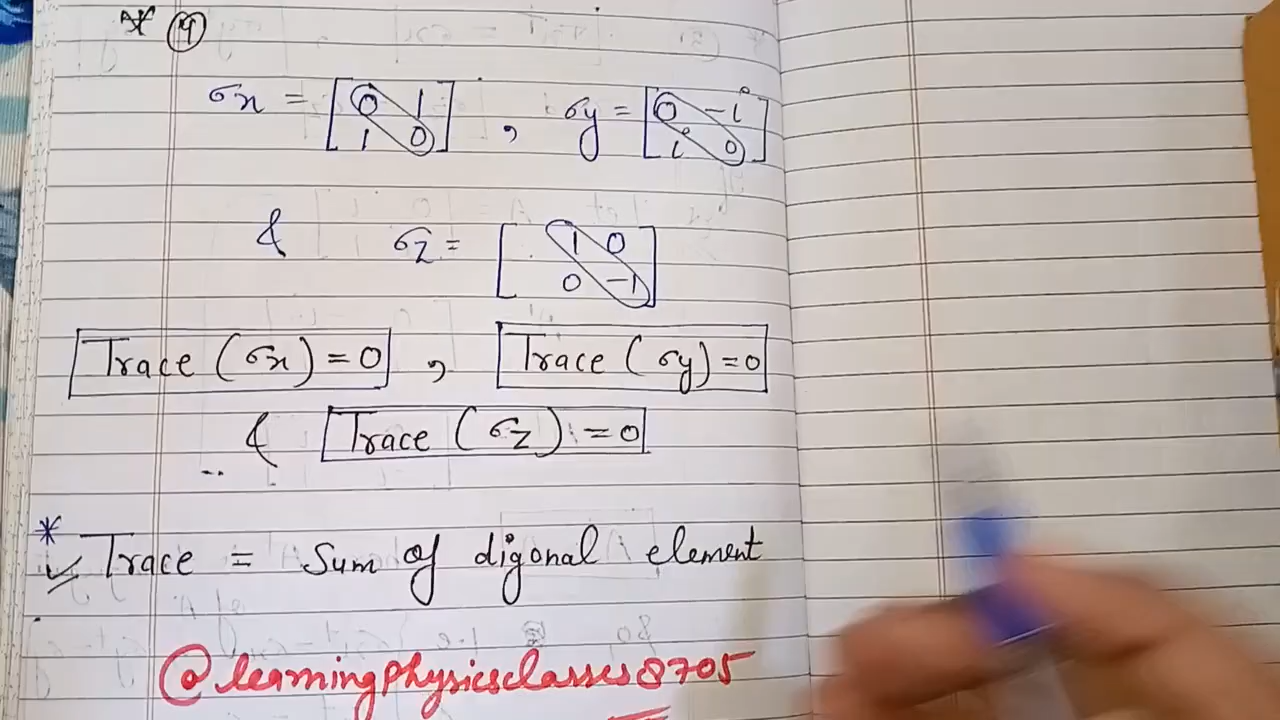 * (4)
σx = [0 1
1 0] , σy = [0 -i
i 0]
& σz = [1 0
0 -1]
Trace (σx) = 0 , Trace (σy) = 0
& Trace (σz) = 0
* ✓ Trace = Sum of digonal element
@learningphysicsclasses8705